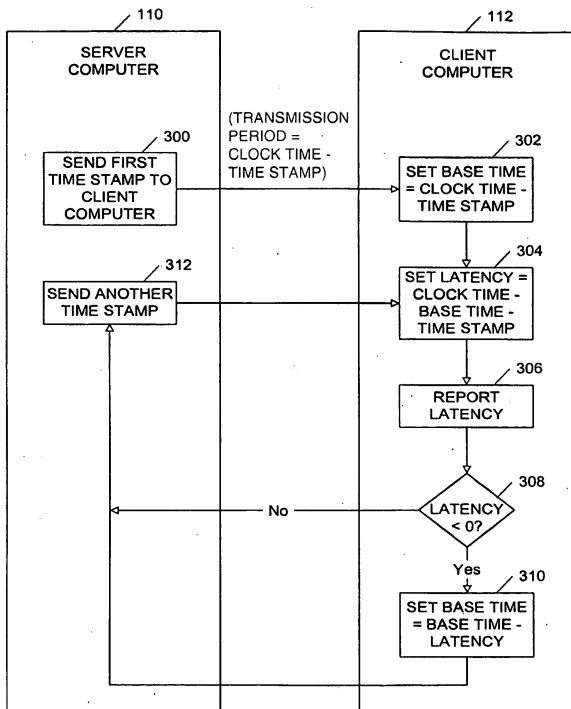 110
112
SERVER
COMPUTER
CLIENT
COMPUTER
(TRANSMISSION
PERIOD =
CLOCK TIME -
TIME STAMP)
300
SEND FIRST
TIME STAMP TO
CLIENT
COMPUTER
302
SET BASE TIME
= CLOCK TIME -
TIME STAMP
312
SEND ANOTHER
TIME STAMP
304
SET LATENCY =
CLOCK TIME -
BASE TIME -
TIME STAMP
306
REPORT
LATENCY
308
LATENCY
< 0?
No
Yes
310
SET BASE TIME
= BASE TIME -
LATENCY